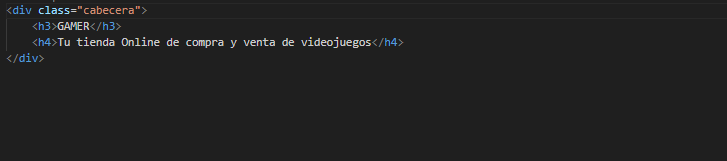 <div class="cabecera">
    <h3>GAMER</h3>
    <h4>Tu tienda Online de compra y venta de videojuegos</h4>
</div>